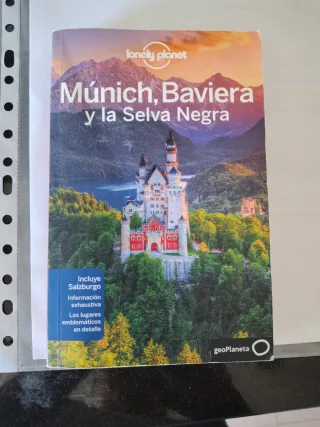 lonely planet
Múnich, Baviera
y la Selva Negra
Incluye
Salzburgo
Información
exhaustiva
Los lugares
emblemáticos
en detalle
geoPlaneta